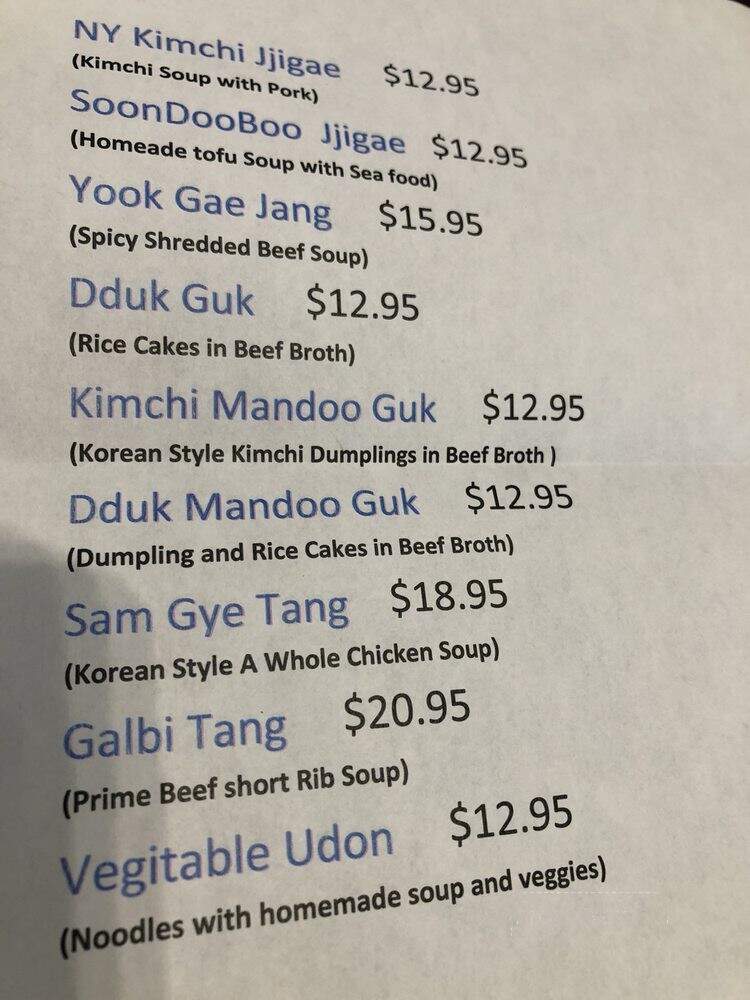 NY Kimchi Jjigae $12.95
(Kimchi Soup with Pork)
SoonDooBoo Jjigae $12.95
(Homeade tofu Soup with Sea food)
Yook Gae Jang $15.95
(Spicy Shredded Beef Soup)
Dduk Guk $12.95
(Rice Cakes in Beef Broth)
Kimchi Mandoo Guk $12.95
(Korean Style Kimchi Dumplings in Beef Broth )
Dduk Mandoo Guk $12.95
(Dumpling and Rice Cakes in Beef Broth)
Sam Gye Tang $18.95
(Korean Style A Whole Chicken Soup)
Galbi Tang $20.95
(Prime Beef short Rib Soup)
Vegitable Udon $12.95
(Noodles with homemade soup and veggies)